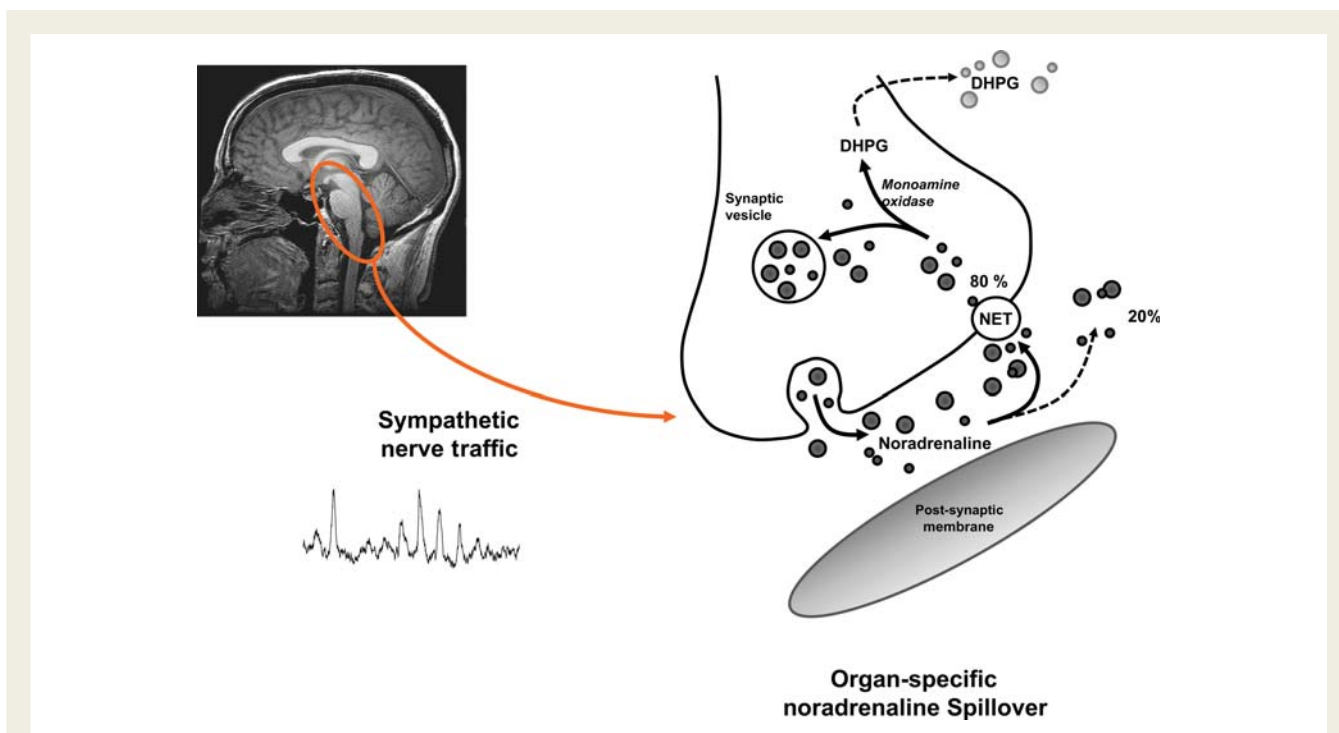 DHPG
DHPG
Monoamine
oxidase
Synaptic
vesicle
80 %
NET
20%
Sympathetic
nerve traffic
Noradrenaline
Post-synaptic
membrane
Organ-specific
noradrenaline Spillover